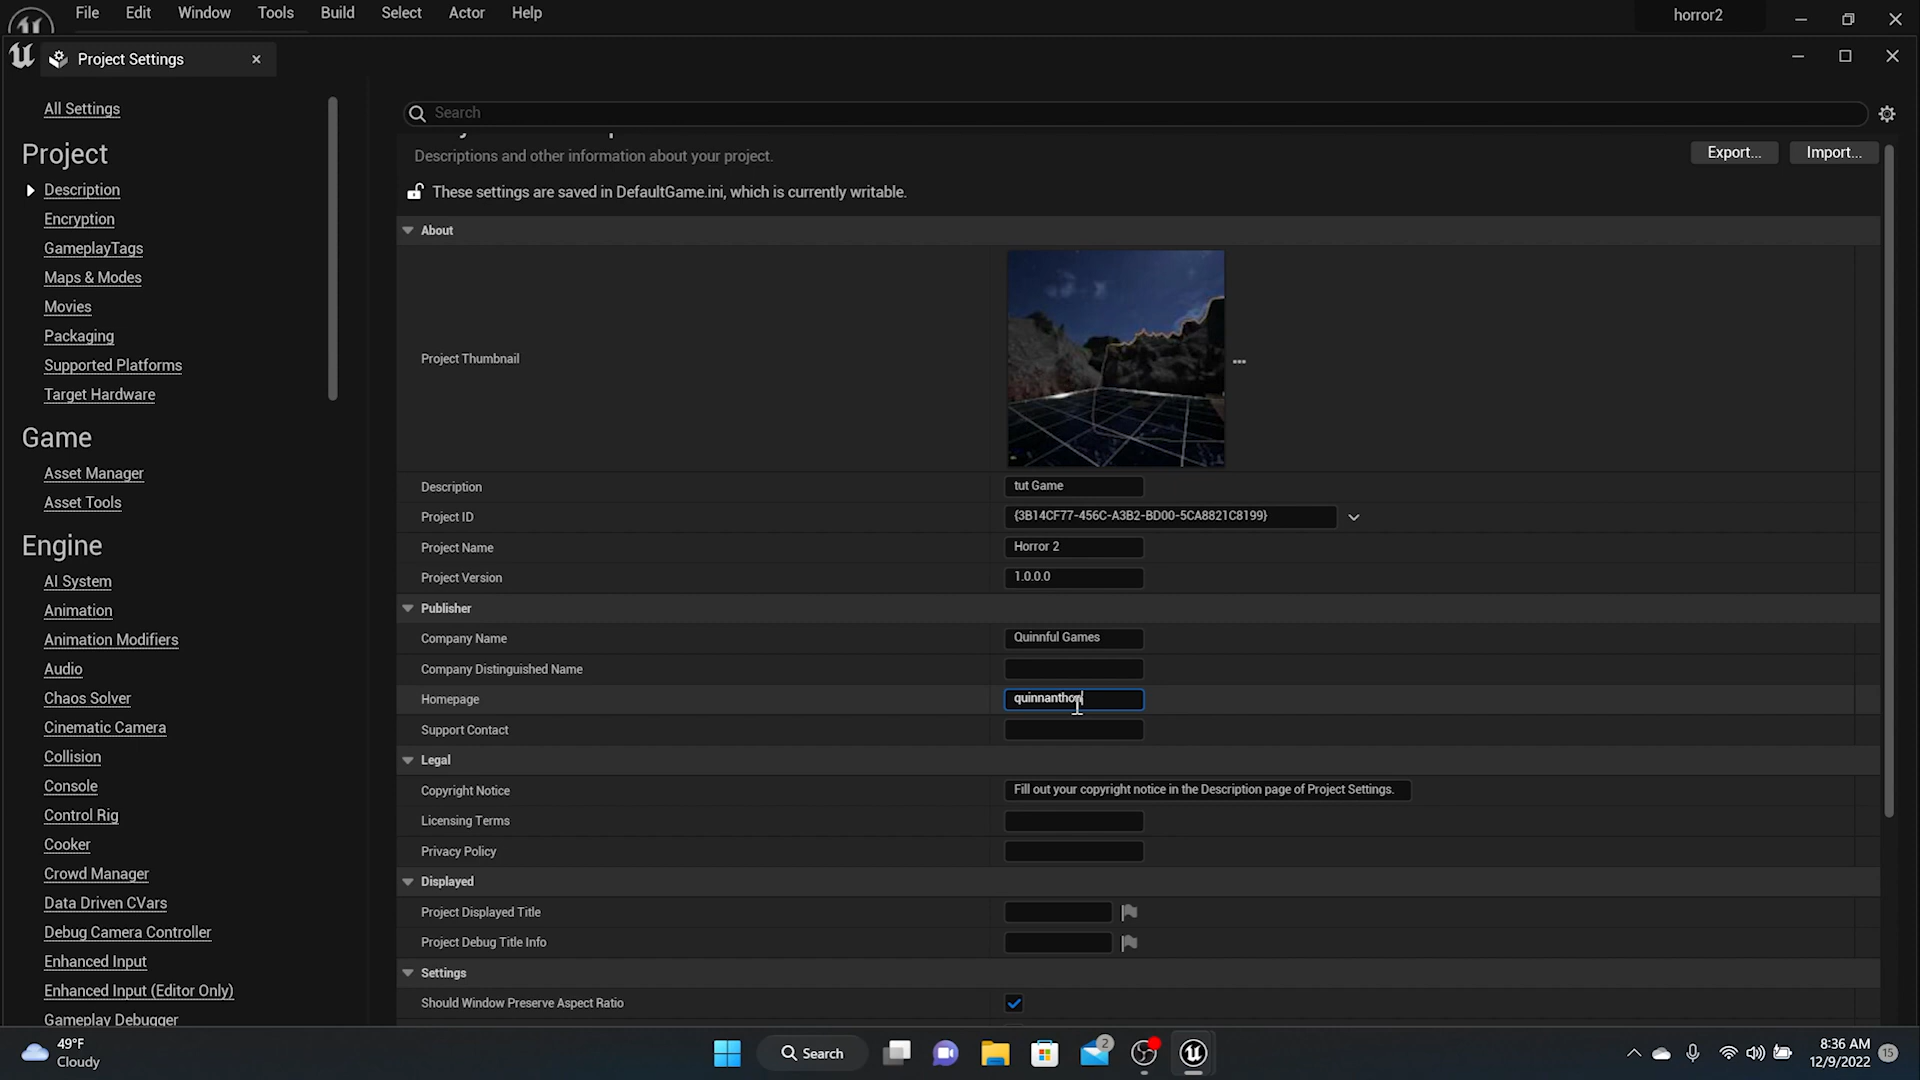 File Edit Window Tools Build Select Actor Help
horror2
Project Settings
All Settings
Project
Description
Encryption
GameplayTags
Maps & Modes
Movies
Packaging
Supported Platforms
Target Hardware
Game
Asset Manager
Asset Tools
Engine
AI System
Animation
Animation Modifiers
Audio
Chaos Solver
Cinematic Camera
Collision
Console
Control Rig
Cooker
Crowd Manager
Data Driven CVars
Debug Camera Controller
Enhanced Input
Enhanced Input (Editor Only)
Gameplay Debugger
Search
Descriptions and other information about your project.
Export... Import...
These settings are saved in DefaultGame.ini, which is currently writable.
About
Project Thumbnail
Description tut Game
Project ID {3B14CF77-456C-A3B2-BD00-5CA8821C8199}
Project Name Horror 2
Project Version 1.0.0.0
Publisher
Company Name Quinnful Games
Company Distinguished Name
Homepage quinnanthon
Support Contact
Legal
Copyright Notice Fill out your copyright notice in the Description page of Project Settings.
Licensing Terms
Privacy Policy
Displayed
Project Displayed Title
Project Debug Title Info
Settings
Should Window Preserve Aspect Ratio
49°F
Cloudy
Search
2
8:36 AM
12/9/2022
15